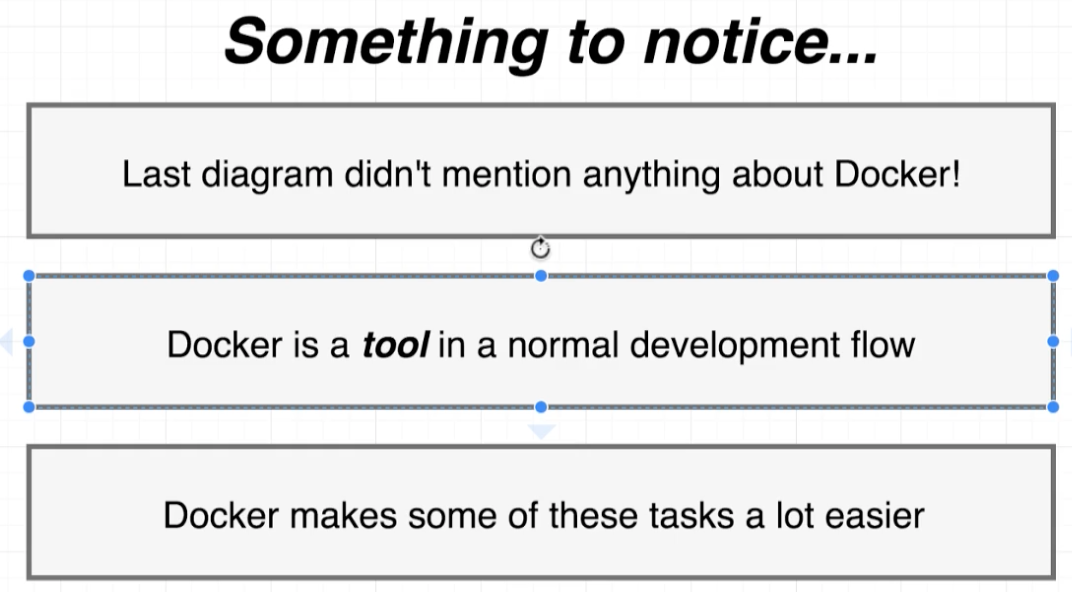 Something to notice...
Last diagram didn't mention anything about Docker!
Docker is a tool in a normal development flow
Docker makes some of these tasks a lot easier